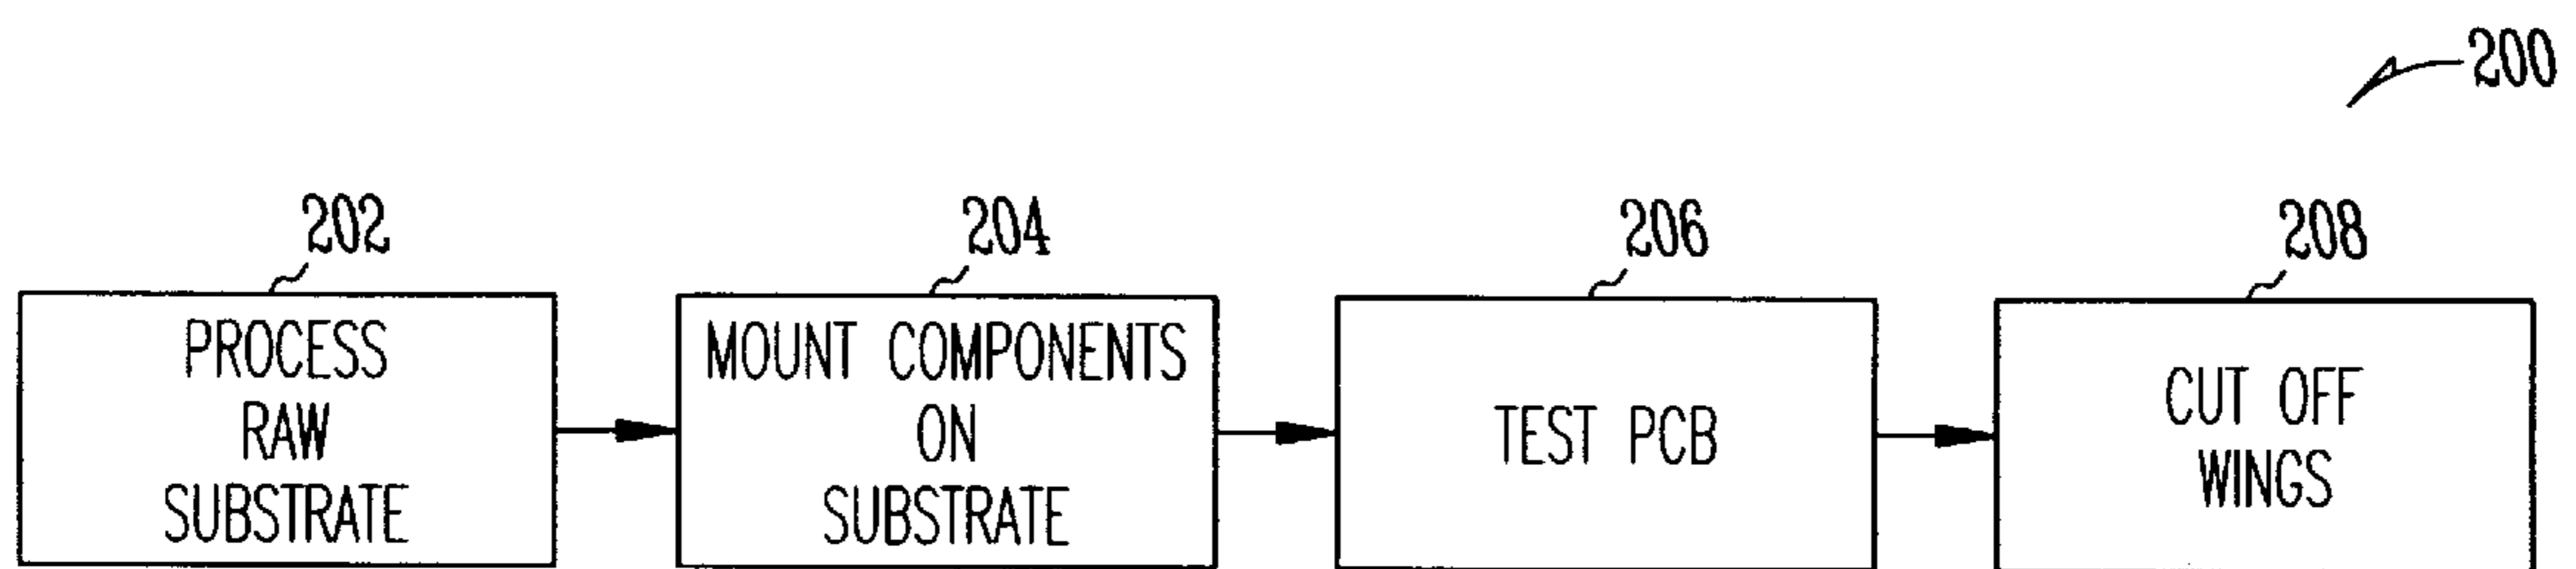 200
202
204
206
208
PROCESS
RAW
SUBSTRATE
MOUNT COMPONENTS
ON
SUBSTRATE
TEST PCB
CUT OFF
WINGS